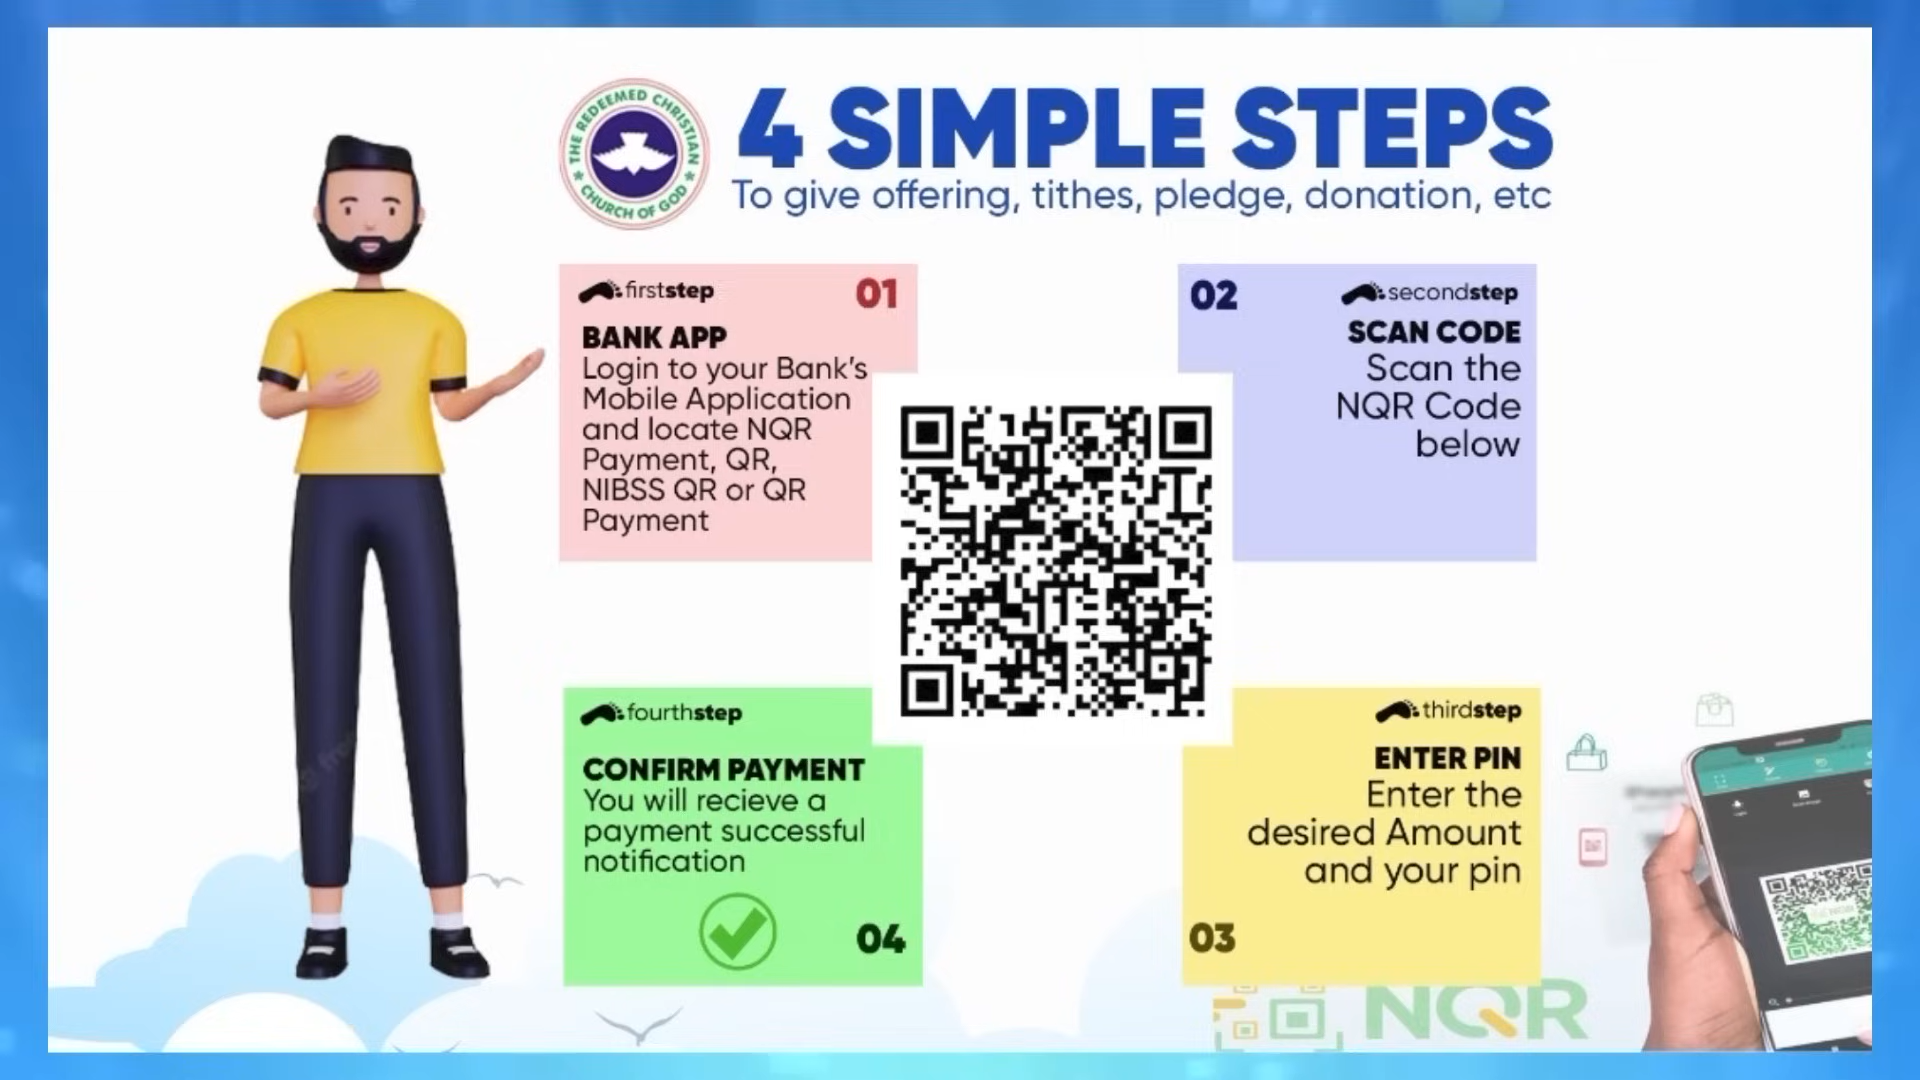 THE REDEEMED CHRISTIAN
CHURCH OF GOD
4 SIMPLE STEPS
To give offering, tithes, pledge, donation, etc
firststep 01
BANK APP
Login to your Bank's
Mobile Application
and locate NQR
Payment, QR,
NIBSS QR or QR
Payment
02 secondstep
SCAN CODE
Scan the
NQR Code
below
thirdstep
ENTER PIN
Enter the
desired Amount
and your pin
03
fourthstep
CONFIRM PAYMENT
You will recieve a
payment successful
notification
04
NQR